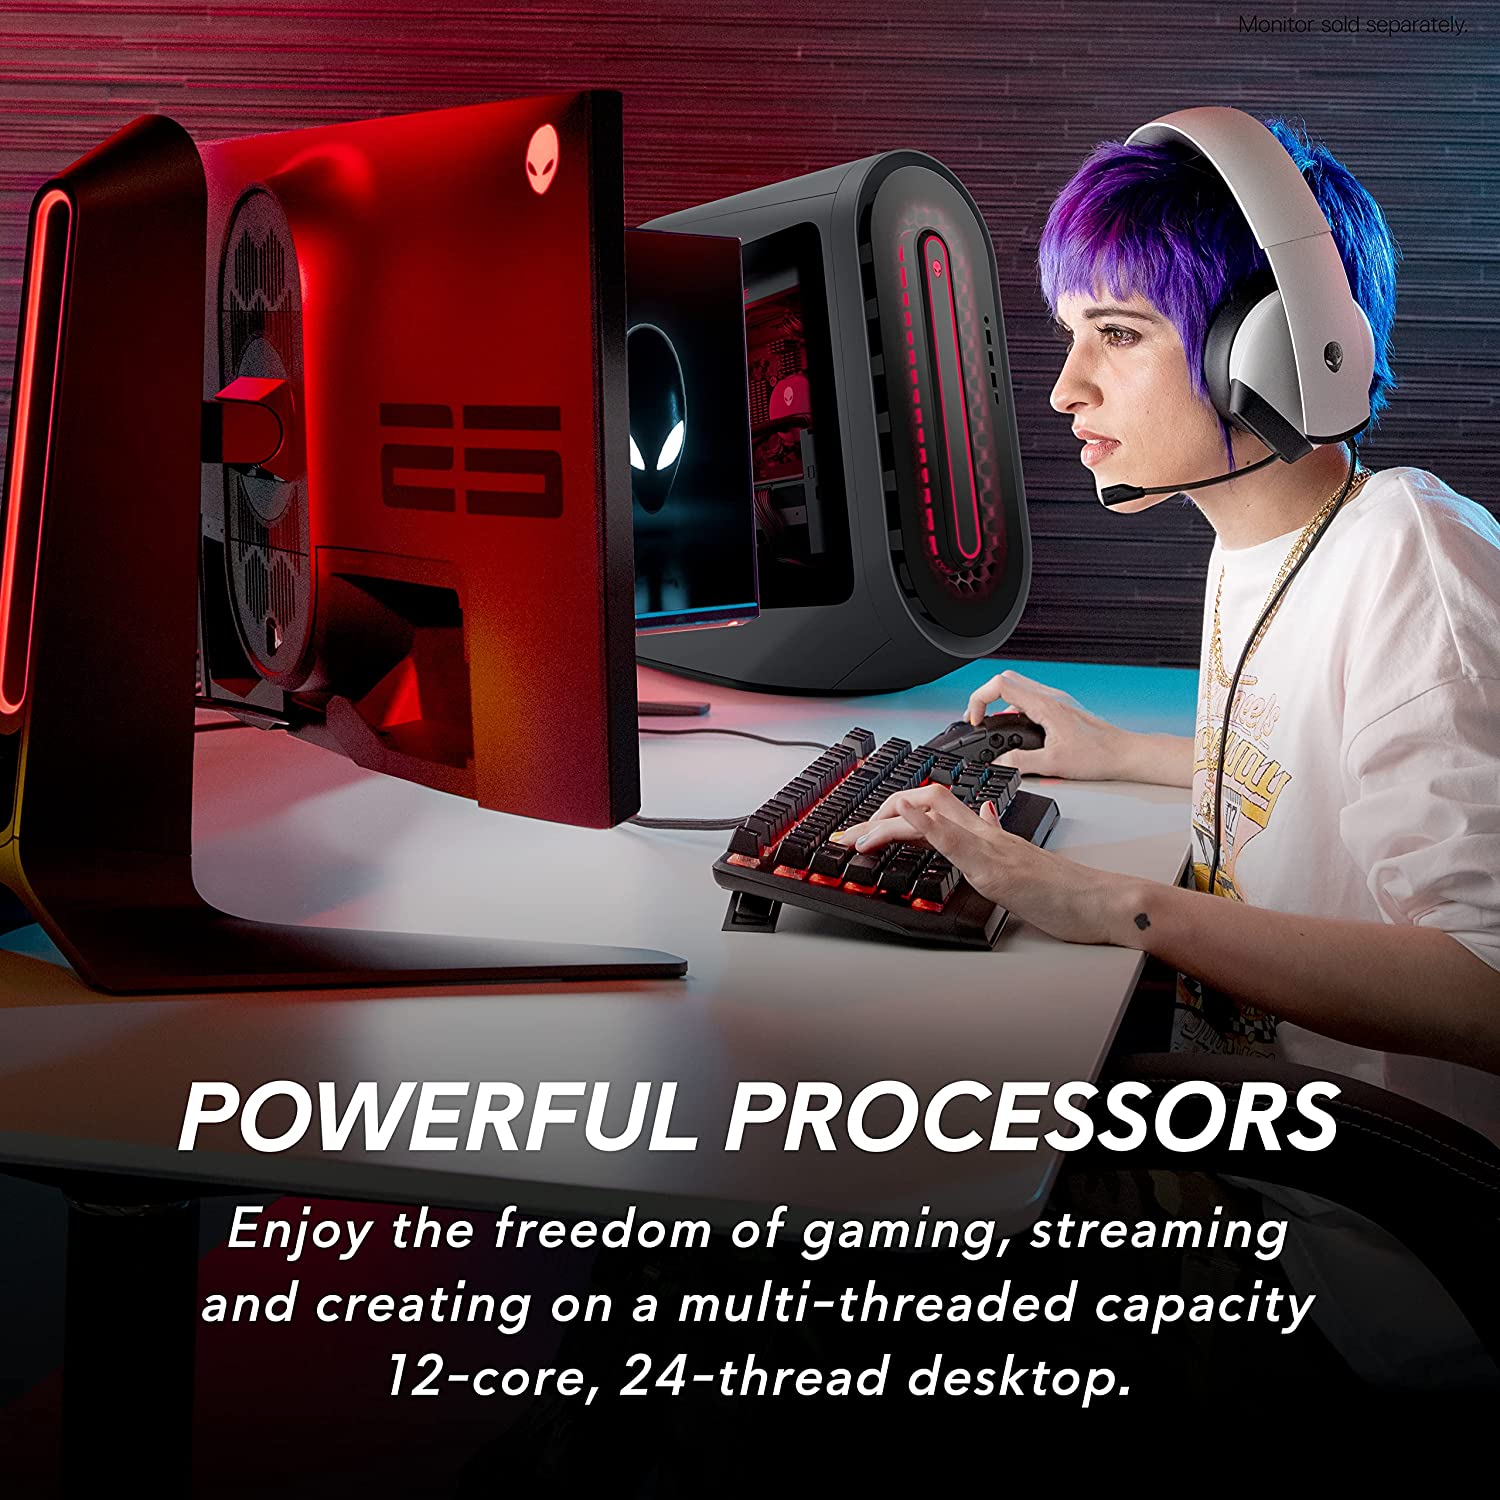 Monitor sold separately.
25
POWERFUL PROCESSORS
Enjoy the freedom of gaming, streaming
and creating on a multi-threaded capacity
12-core, 24-thread desktop.